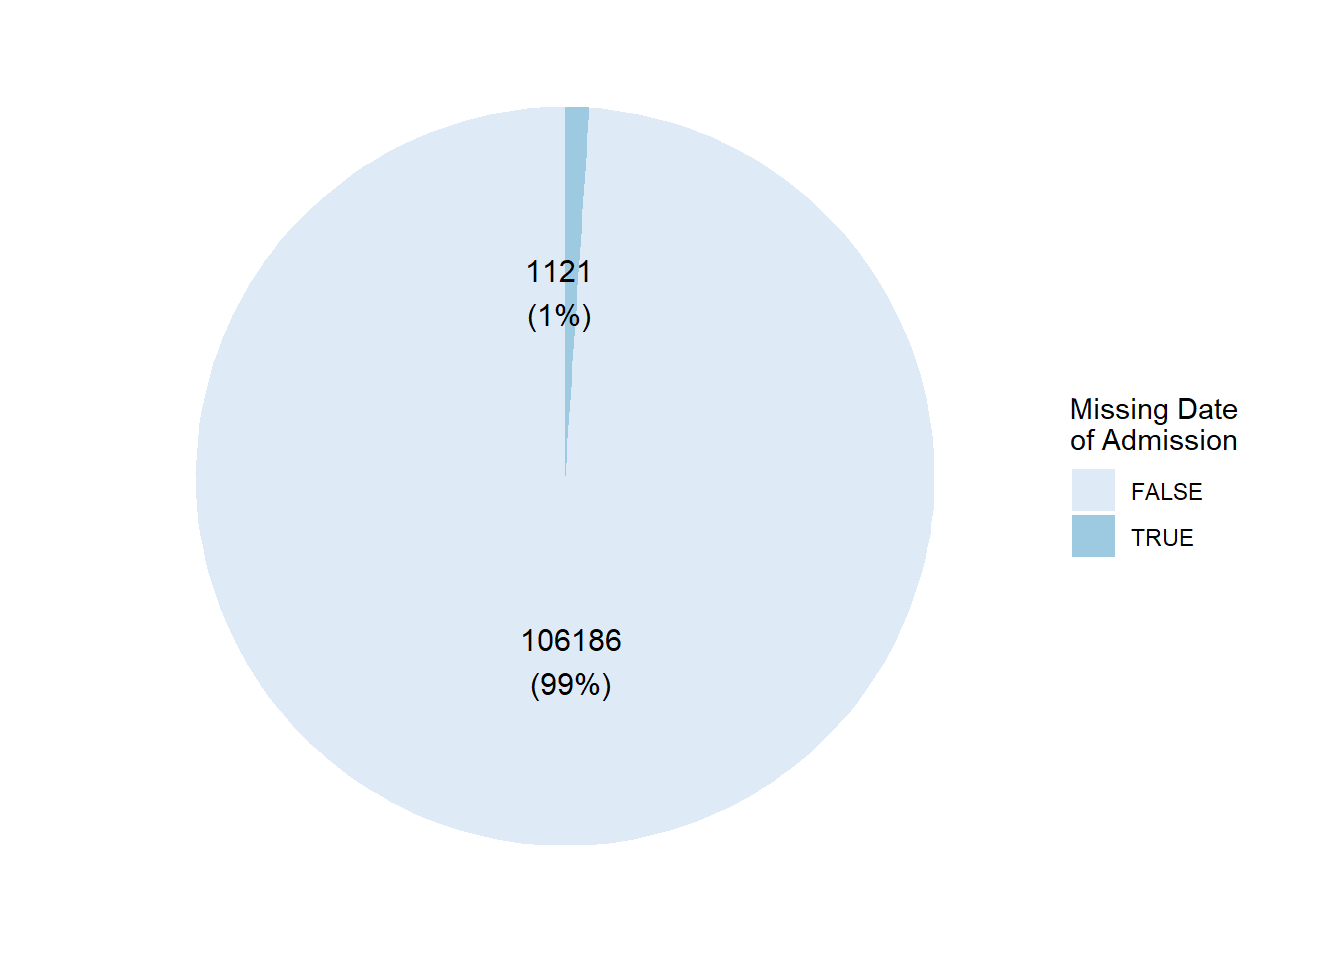 1121
(1%)
106186
(99%)
Missing Date
of Admission
FALSE
TRUE